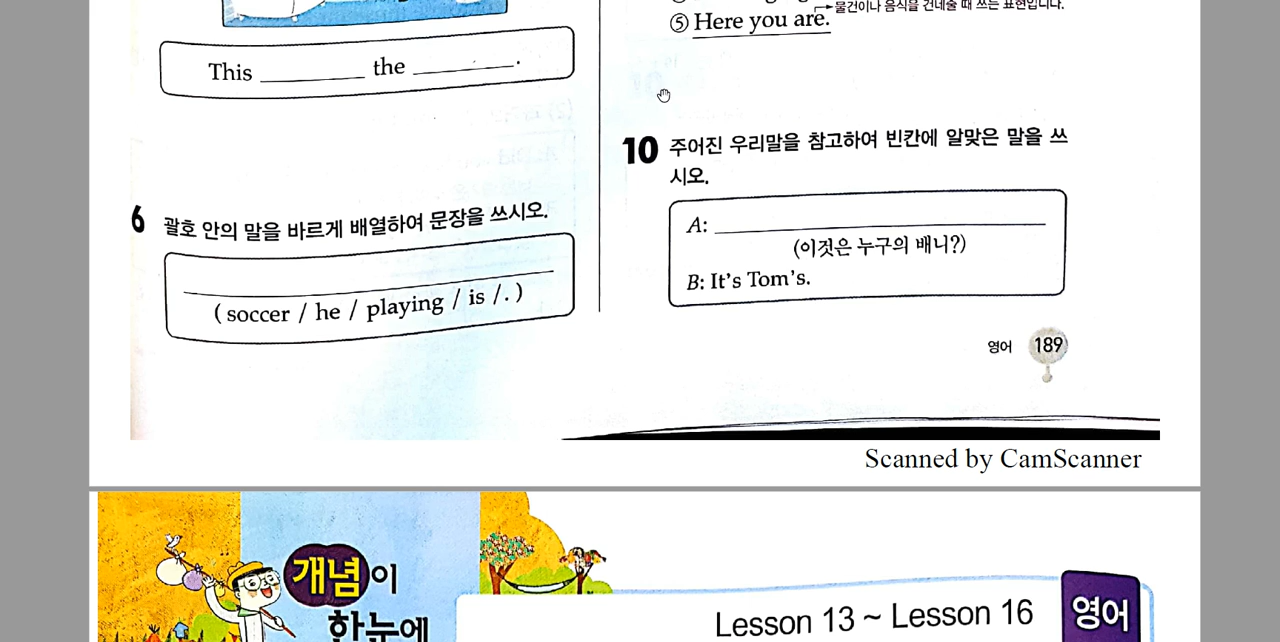 This ________ the ________.
6 괄호 안의 말을 바르게 배열하여 문장을 쓰시오.
( soccer / he / playing / is / . )
물건이나 음식을 건네줄 때 쓰는 표현입니다.
⑤ Here you are.
10 주어진 우리말을 참고하여 빈칸에 알맞은 말을 쓰
시오.
A: ________
(이것은 누구의 배니?)
B: It's Tom's.
영어 189
Scanned by CamScanner
개념이
한눈에
Lesson 13 ~ Lesson 16
영어